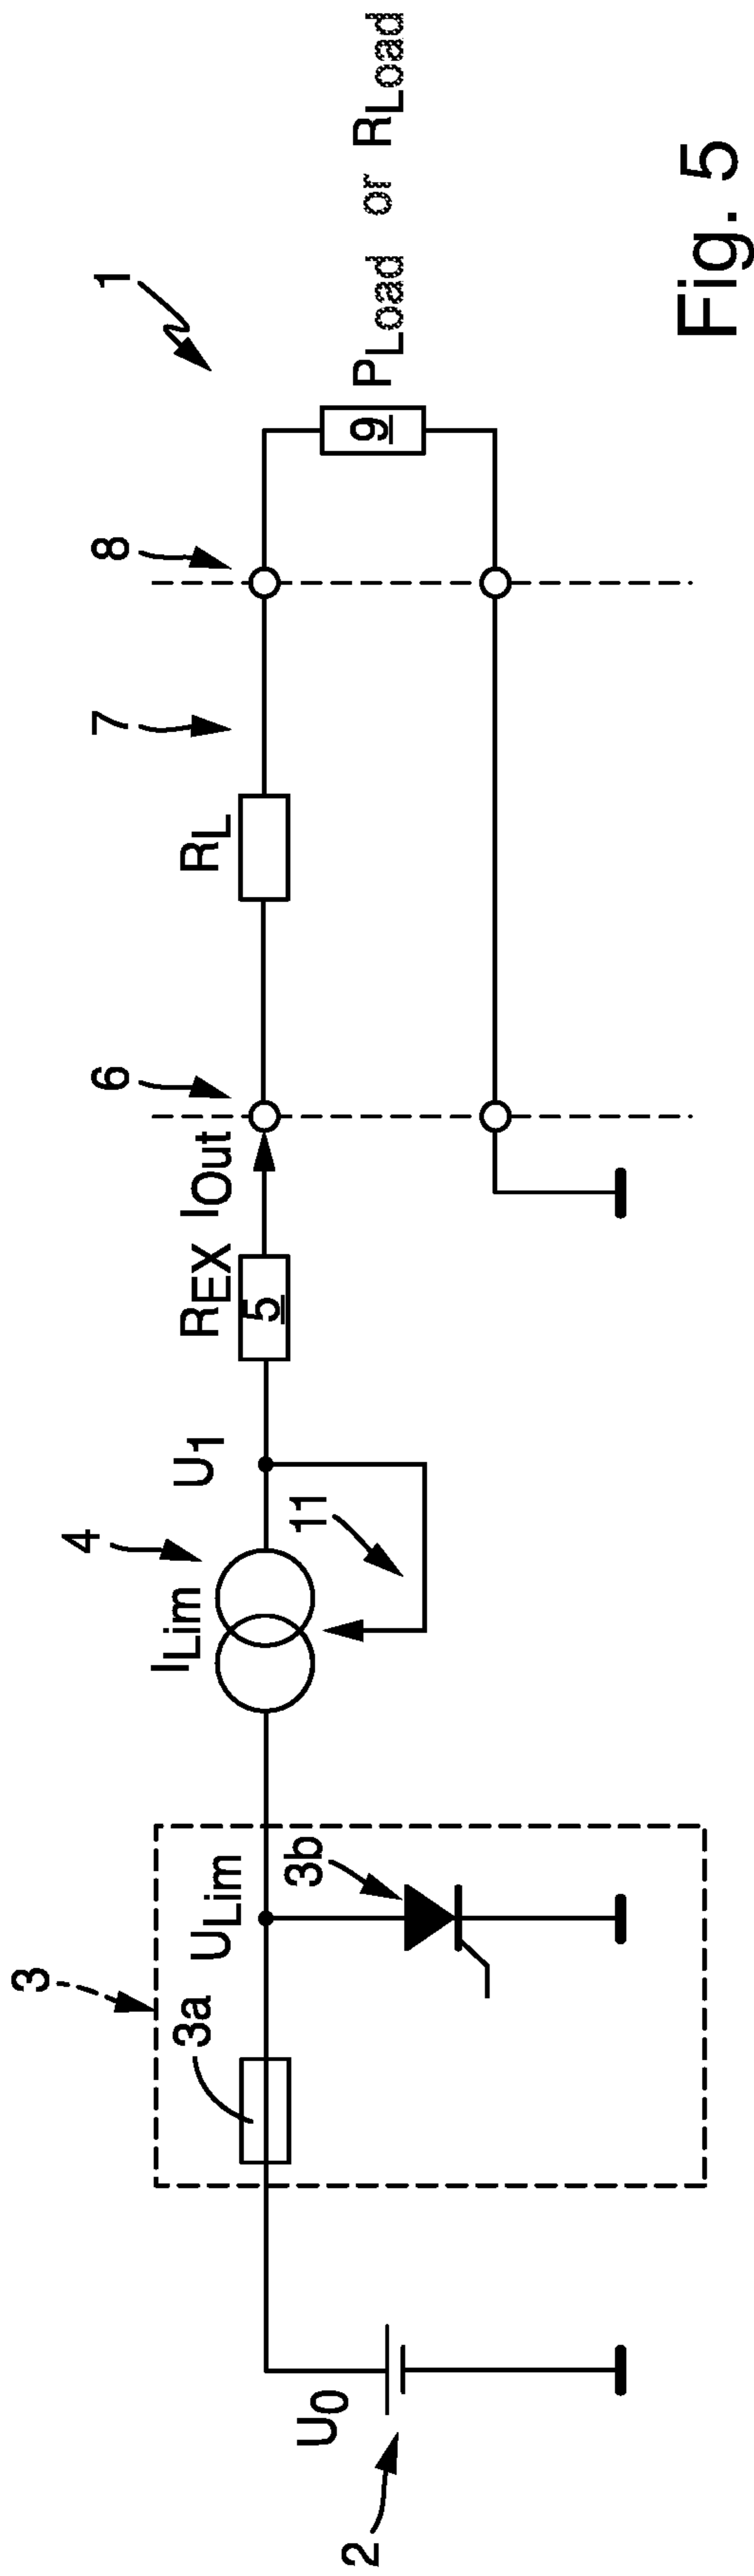 1
2
U0
3
3a
ULim
3b
ILim
4
11
U1
REX
5
IOut
6
RL
7
8
9
PLoad or RLoad
Fig. 5